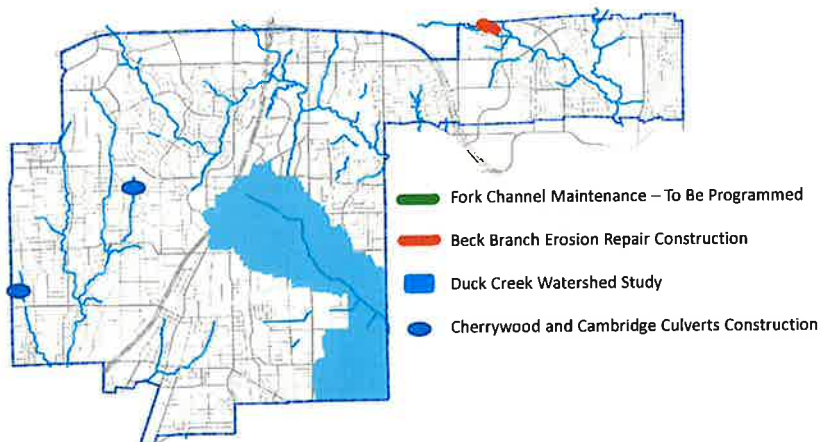 Fork Channel Maintenance – To Be Programmed
Beck Branch Erosion Repair Construction
Duck Creek Watershed Study
Cherrywood and Cambridge Culverts Construction